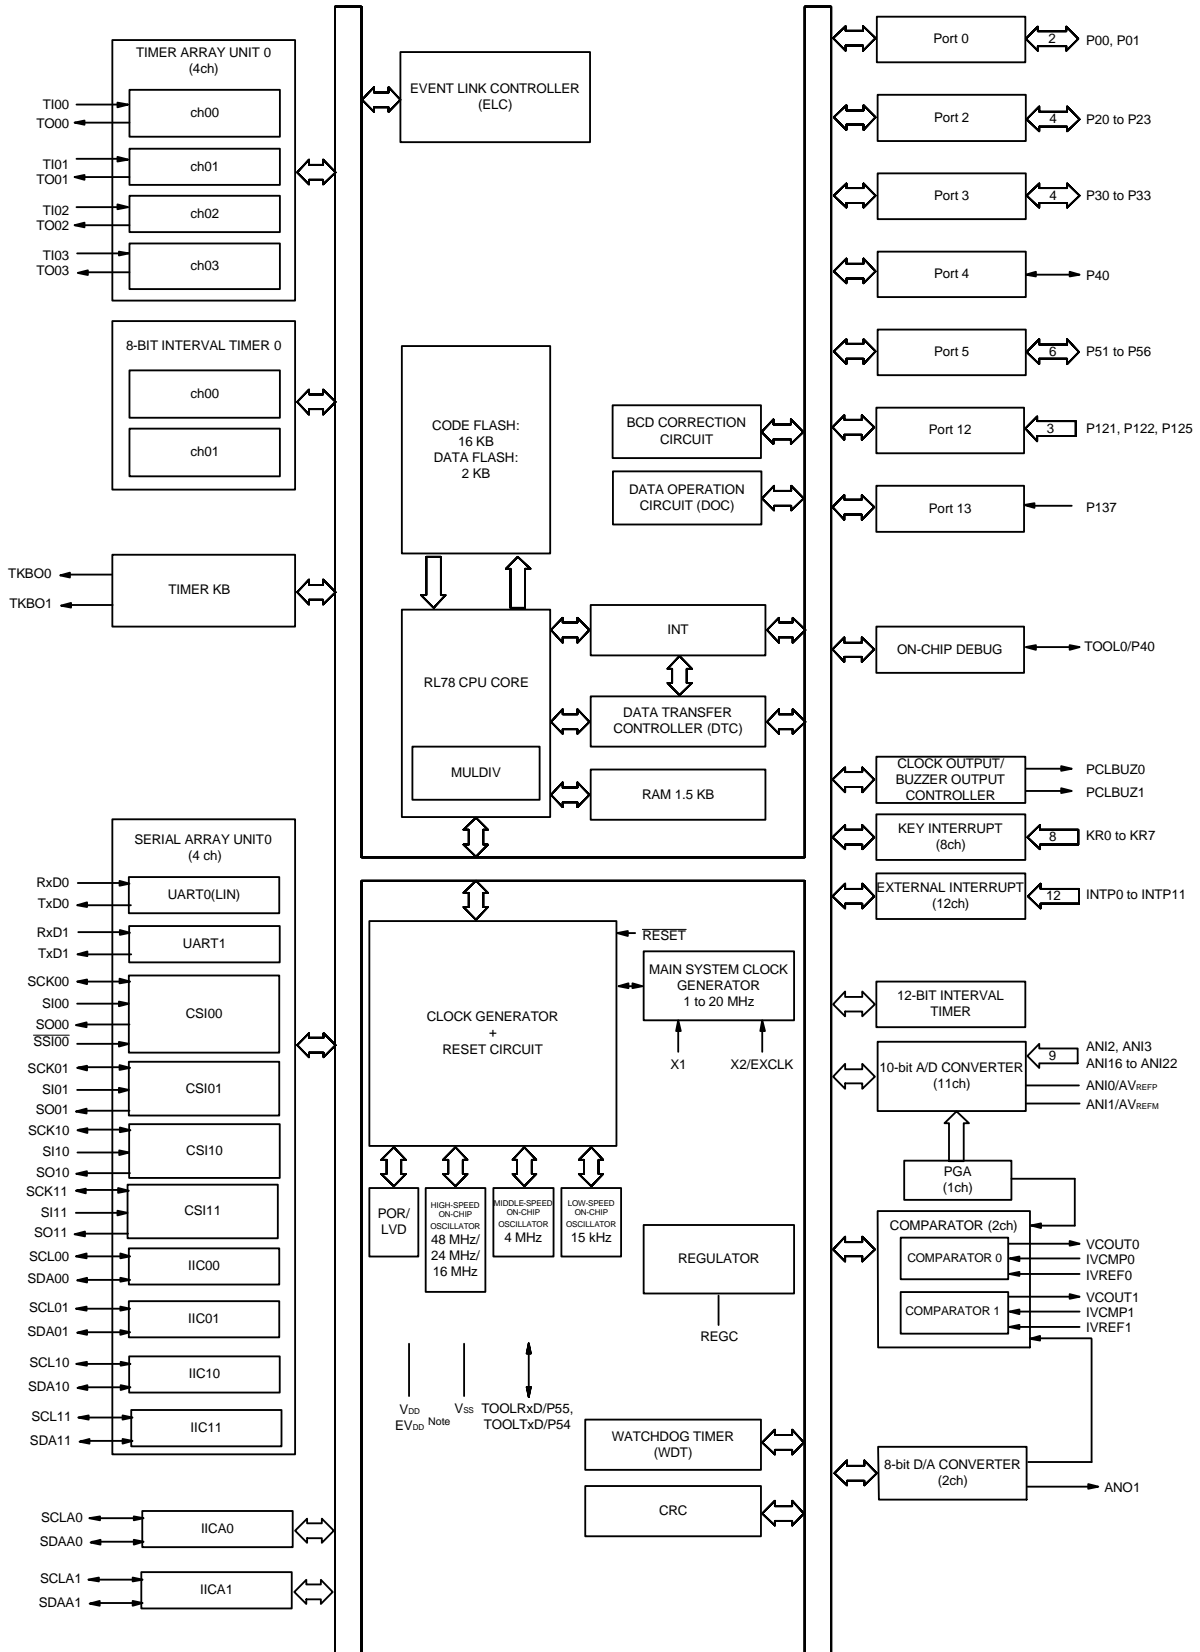 TIMER ARRAY UNIT 0
(4ch)
TI00
TO00
ch00
TI01
TO01
ch01
TI02
TO02
ch02
TI03
TO03
ch03
8-BIT INTERVAL TIMER 0
ch00
ch01
TKBO0
TKBO1
TIMER KB
SERIAL ARRAY UNIT0
(4 ch)
RxD0
TxD0
UART0(LIN)
RxD1
TxD1
UART1
SCK00
SI00
SO00
SSI00
CSI00
SCK01
SI01
SO01
CSI01
SCK10
SI10
SO10
CSI10
SCK11
SI11
SO11
CSI11
SCL00
SDA00
IIC00
SCL01
SDA01
IIC01
SCL10
SDA10
IIC10
SCL11
SDA11
IIC11
SCLA0
SDAA0
IICA0
SCLA1
SDAA1
IICA1
EVENT LINK CONTROLLER
(ELC)
CODE FLASH:
16 KB
DATA FLASH:
2 KB
BCD CORRECTION
CIRCUIT
DATA OPERATION
CIRCUIT (DOC)
RL78 CPU CORE
MULDIV
INT
DATA TRANSFER
CONTROLLER (DTC)
RAM 1.5 KB
CLOCK GENERATOR
+
RESET CIRCUIT
RESET
MAIN SYSTEM CLOCK
GENERATOR
1 to 20 MHz
X1
X2/EXCLK
POR/
LVD
HIGH-SPEED
ON-CHIP
OSCILLATOR
48 MHz/
24 MHz/
16 MHz
MIDDLE-SPEED
ON-CHIP
OSCILLATOR
4 MHz
LOW-SPEED
ON-CHIP
OSCILLATOR
15 kHz
REGULATOR
REGC
VDD
EVDD Note
VSS
TOOLRxD/P55,
TOOLTxD/P54
WATCHDOG TIMER
(WDT)
CRC
Port 0
2
P00, P01
Port 2
4
P20 to P23
Port 3
4
P30 to P33
Port 4
P40
Port 5
6
P51 to P56
Port 12
3
P121, P122, P125
Port 13
P137
ON-CHIP DEBUG
TOOL0/P40
CLOCK OUTPUT/
BUZZER OUTPUT
CONTROLLER
PCLBUZ0
PCLBUZ1
KEY INTERRUPT
(8ch)
8
KR0 to KR7
EXTERNAL INTERRUPT
(12ch)
12
INTP0 to INTP11
12-BIT INTERVAL
TIMER
10-bit A/D CONVERTER
(11ch)
9
ANI2, ANI3
ANI16 to ANI22
ANI0/AVREFP
ANI1/AVREFM
PGA
(1ch)
COMPARATOR (2ch)
COMPARATOR 0
VCOUT0
IVCMP0
IVREF0
COMPARATOR 1
VCOUT1
IVCMP1
IVREF1
8-bit D/A CONVERTER
(2ch)
ANO1